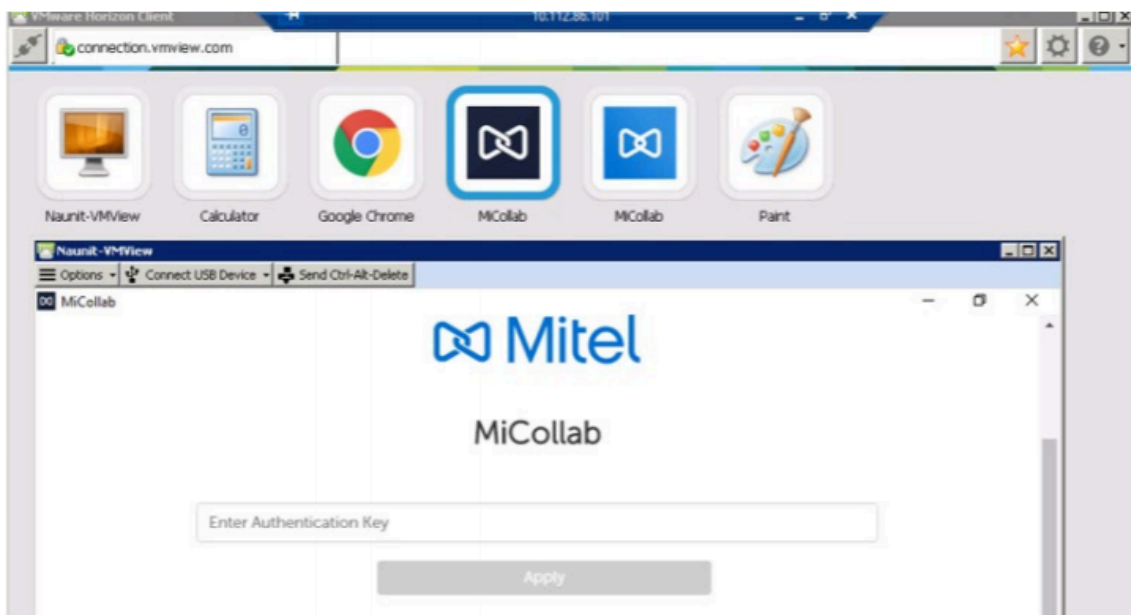 VMware Horizon Client 10.112.86.101
connection.vmview.com
Naunit-VMView Calculator Google Chrome MiCollab MiCollab Paint
Naunit-VMView
Options Connect USB Device Send Ctrl-Alt-Delete
MiCollab
Mitel
MiCollab
Enter Authentication Key
Apply